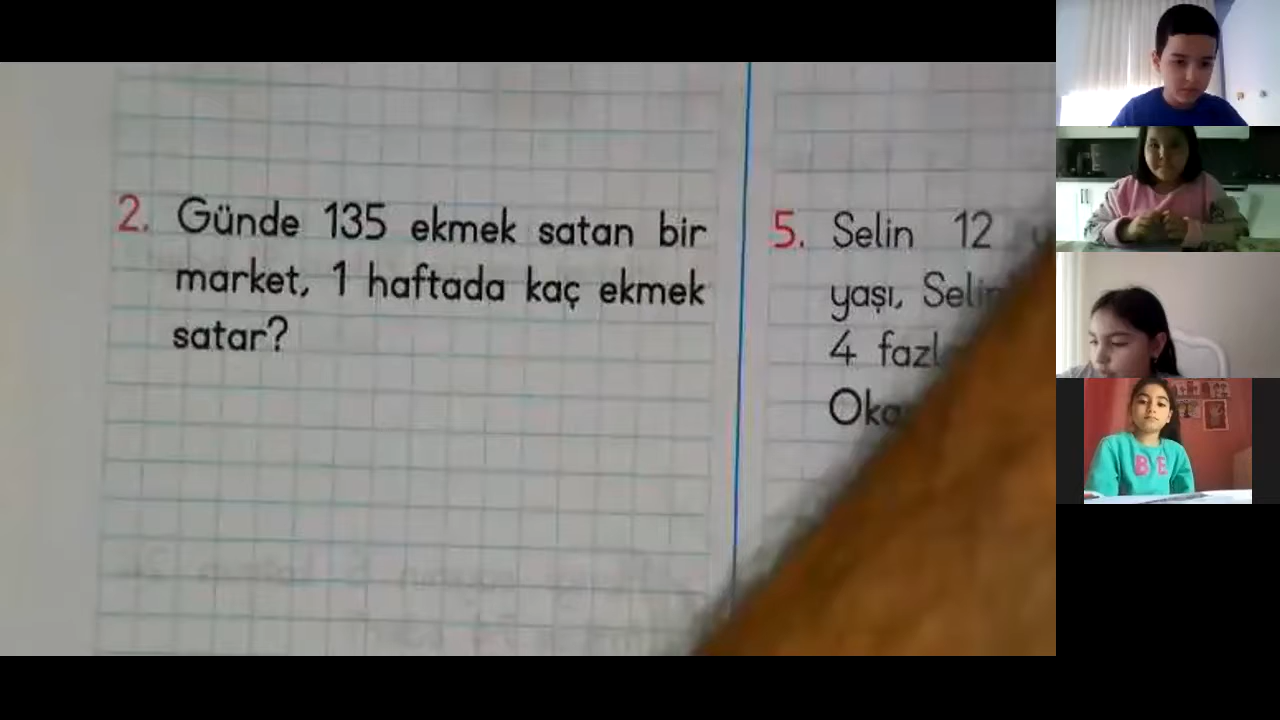 2. Günde 135 ekmek satan bir
market, 1 haftada kaç ekmek
satar?
5. Selin 12
yaşı, Selin
4 fazl
Oka
BE